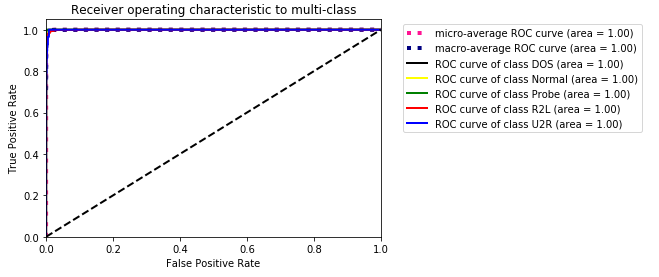 Receiver operating characteristic to multi-class
True Positive Rate
1.0
0.8
0.6
0.4
0.2
0.0
0.0 0.2 0.4 0.6 0.8 1.0
False Positive Rate
micro-average ROC curve (area = 1.00)
macro-average ROC curve (area = 1.00)
ROC curve of class DOS (area = 1.00)
ROC curve of class Normal (area = 1.00)
ROC curve of class Probe (area = 1.00)
ROC curve of class R2L (area = 1.00)
ROC curve of class U2R (area = 1.00)